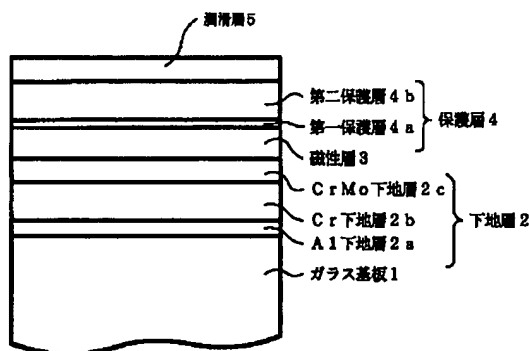 潤滑層5
第二保護層4b
第一保護層4a
保護層4
磁性層3
CrMo下地層2c
Cr下地層2b
下地層2
Al下地層2a
ガラス基板1